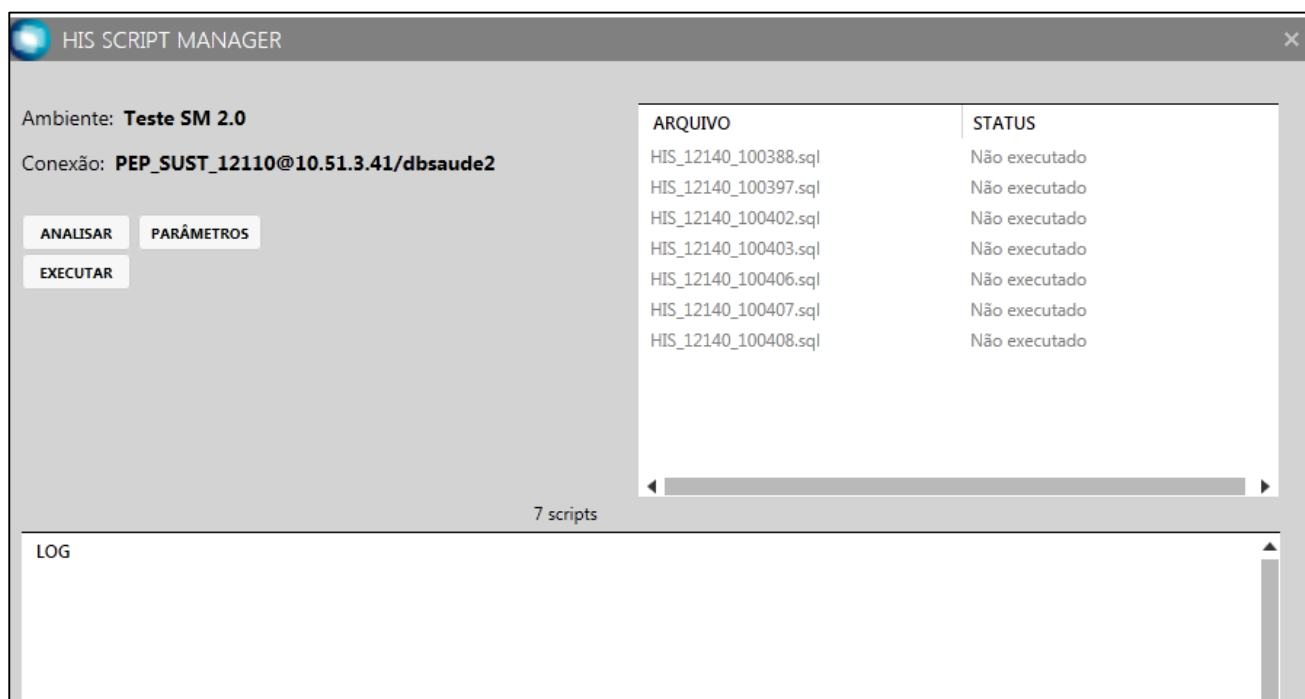 HIS SCRIPT MANAGER
Ambiente: Teste SM 2.0
Conexão: PEP_SUST_12110@10.51.3.41/dbsaude2
ANALISAR PARÂMETROS
EXECUTAR
ARQUIVO STATUS
HIS_12140_100388.sql Não executado
HIS_12140_100397.sql Não executado
HIS_12140_100402.sql Não executado
HIS_12140_100403.sql Não executado
HIS_12140_100406.sql Não executado
HIS_12140_100407.sql Não executado
HIS_12140_100408.sql Não executado
7 scripts
LOG